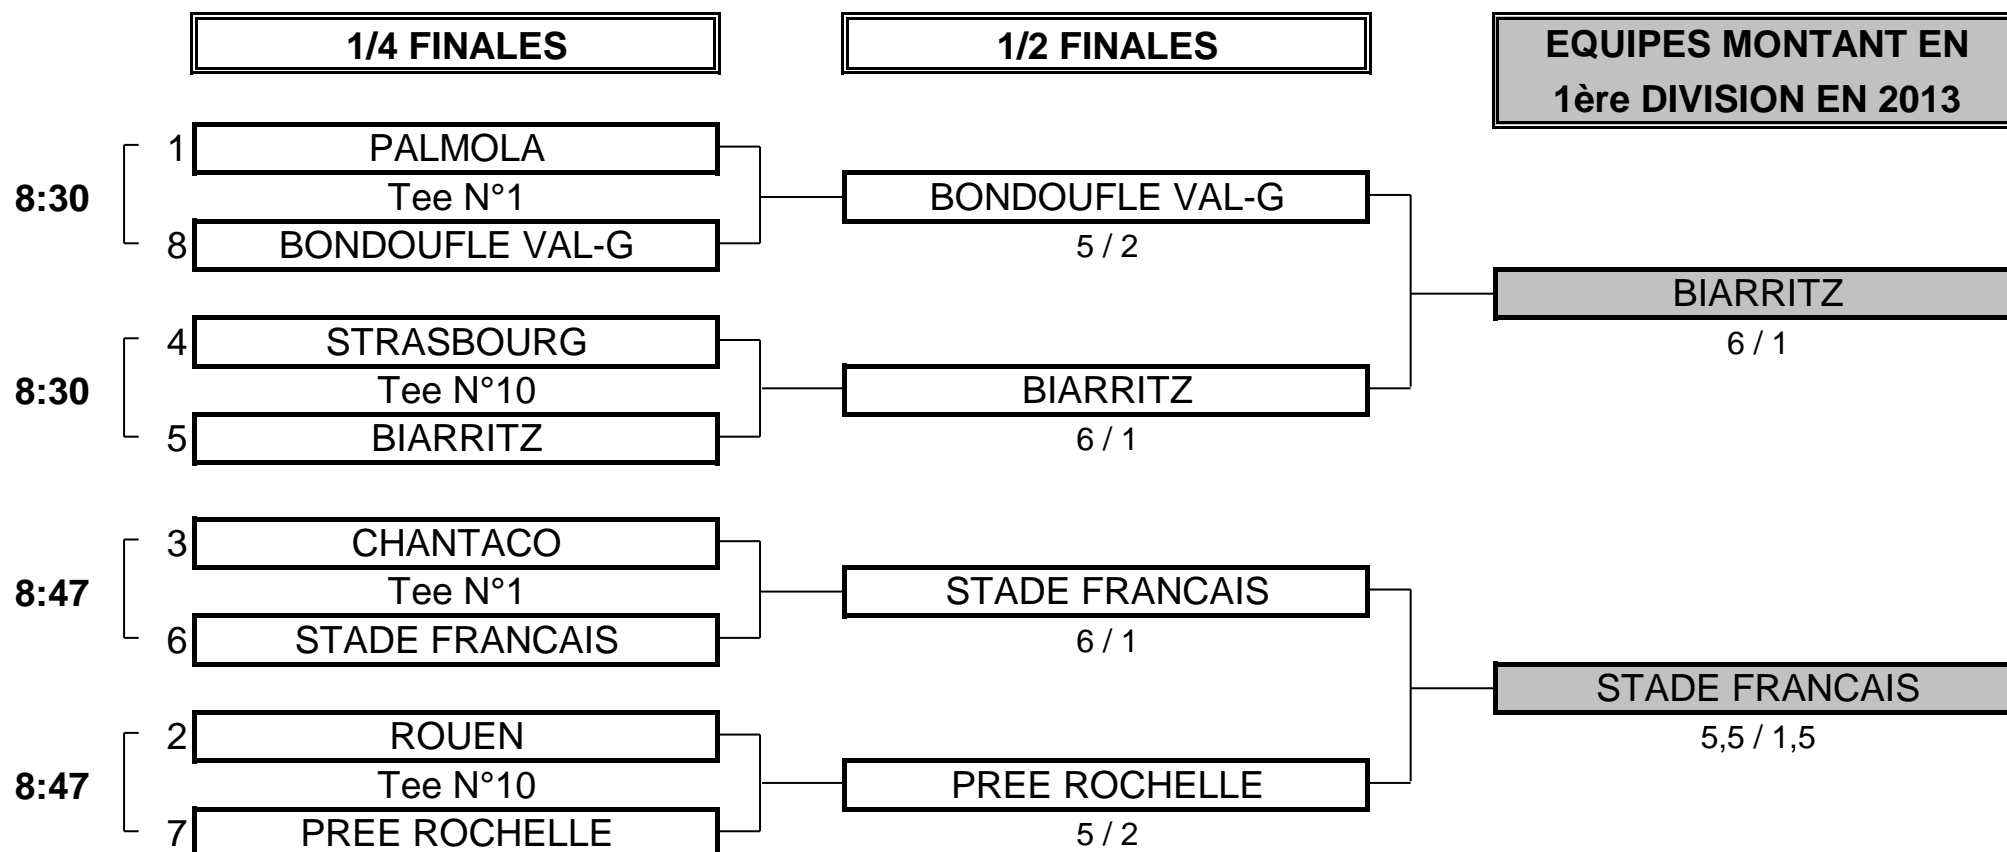 1/4 FINALES
1/2 FINALES
EQUIPES MONTANT EN
1ère DIVISION EN 2013
1 PALMOLA
8:30 Tee N°1
8 BONDOUFLE VAL-G
BONDOUFLE VAL-G
5 / 2
4 STRASBOURG
8:30 Tee N°10
5 BIARRITZ
BIARRITZ
6 / 1
BIARRITZ
6 / 1
3 CHANTACO
8:47 Tee N°1
6 STADE FRANCAIS
STADE FRANCAIS
6 / 1
2 ROUEN
8:47 Tee N°10
7 PREE ROCHELLE
PREE ROCHELLE
5 / 2
STADE FRANCAIS
5,5 / 1,5